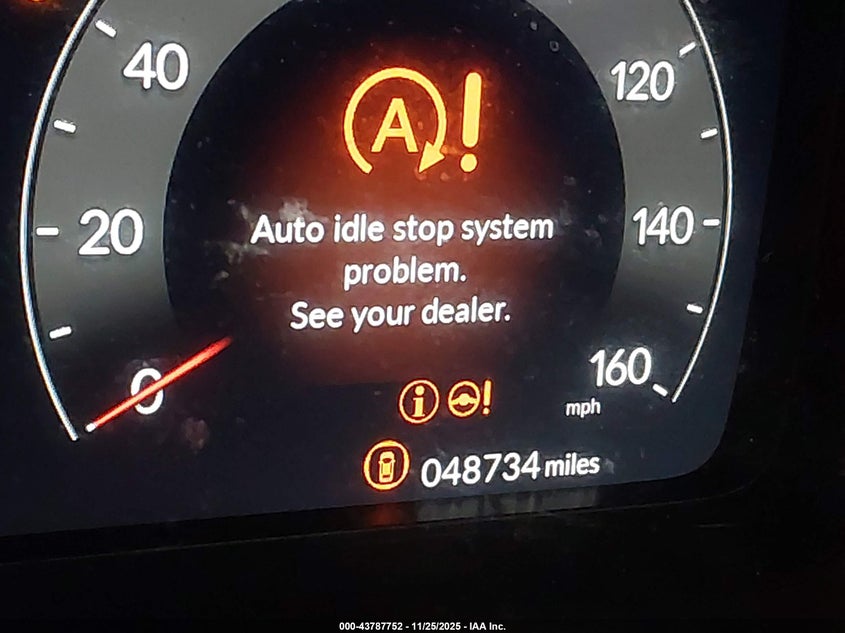 40
120
A!
Auto idle stop system
20
140
problem.
See your dealer.
0
160
i
!
mph
048734 miles
000-43787752 - 11/25/2025 - IAA Inc.